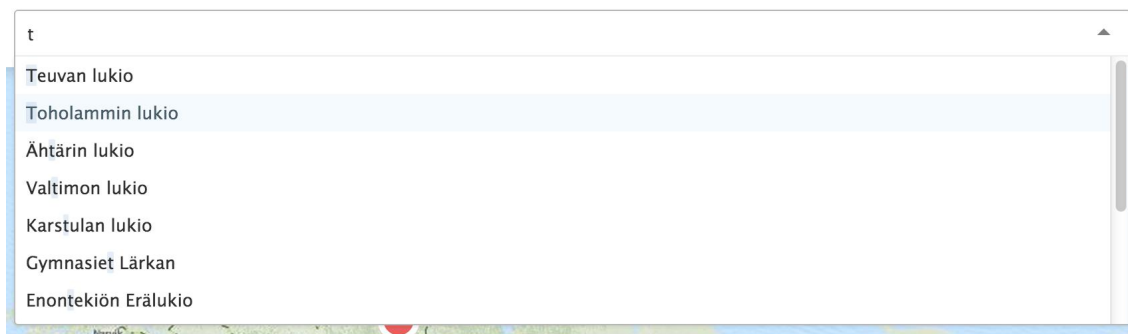 t
Teuvan lukio
Toholammin lukio
Ähtärin lukio
Valtimon lukio
Karstulan lukio
Gymnasiet Lärkan
Enontekiön Erälukio